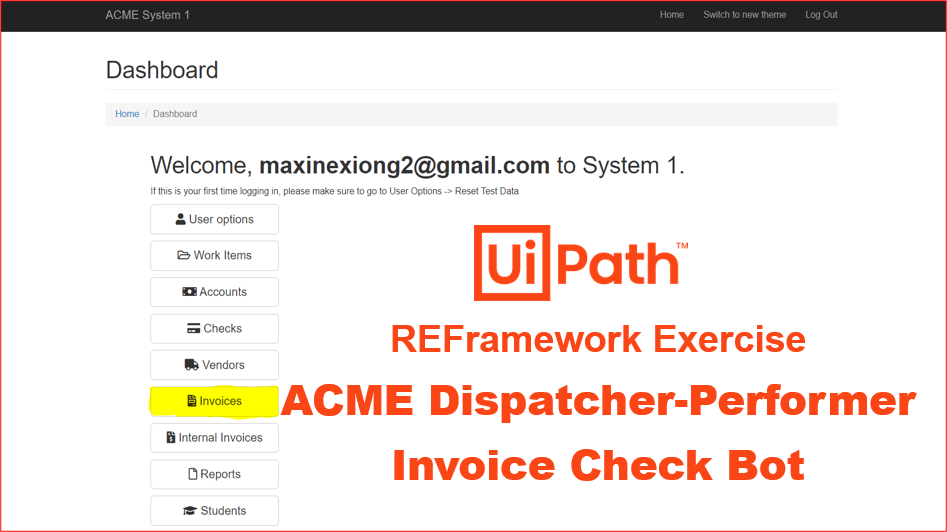 ACME System 1 Home Switch to new theme Log Out
Dashboard
Home / Dashboard
Welcome, maxinexiong2@gmail.com to System 1.
If this is your first time logging in, please make sure to go to User Options -> Reset Test Data
User options
Work Items
Accounts
Checks
Vendors
Invoices
Internal Invoices
Reports
Students
UiPath™
REFramework Exercise
ACME Dispatcher-Performer
Invoice Check Bot